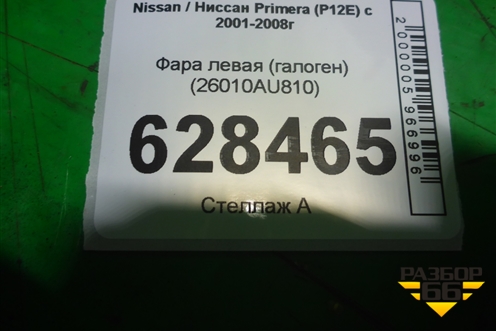 Nissan / Ниссан Primera (P12E) с
2001-2008г
Фара левая (галоген)
(26010AU810)
628465
Стеллаж А
2000005966996
РАЗБОР
66